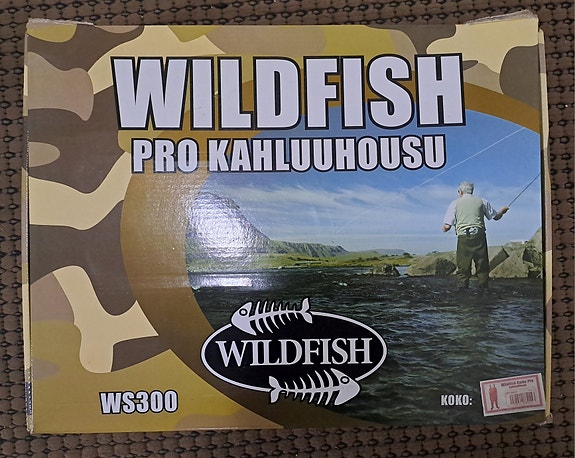 WILDFISH
PRO KAHLUUHOUSU
WILDFISH
WS300
KOKO: